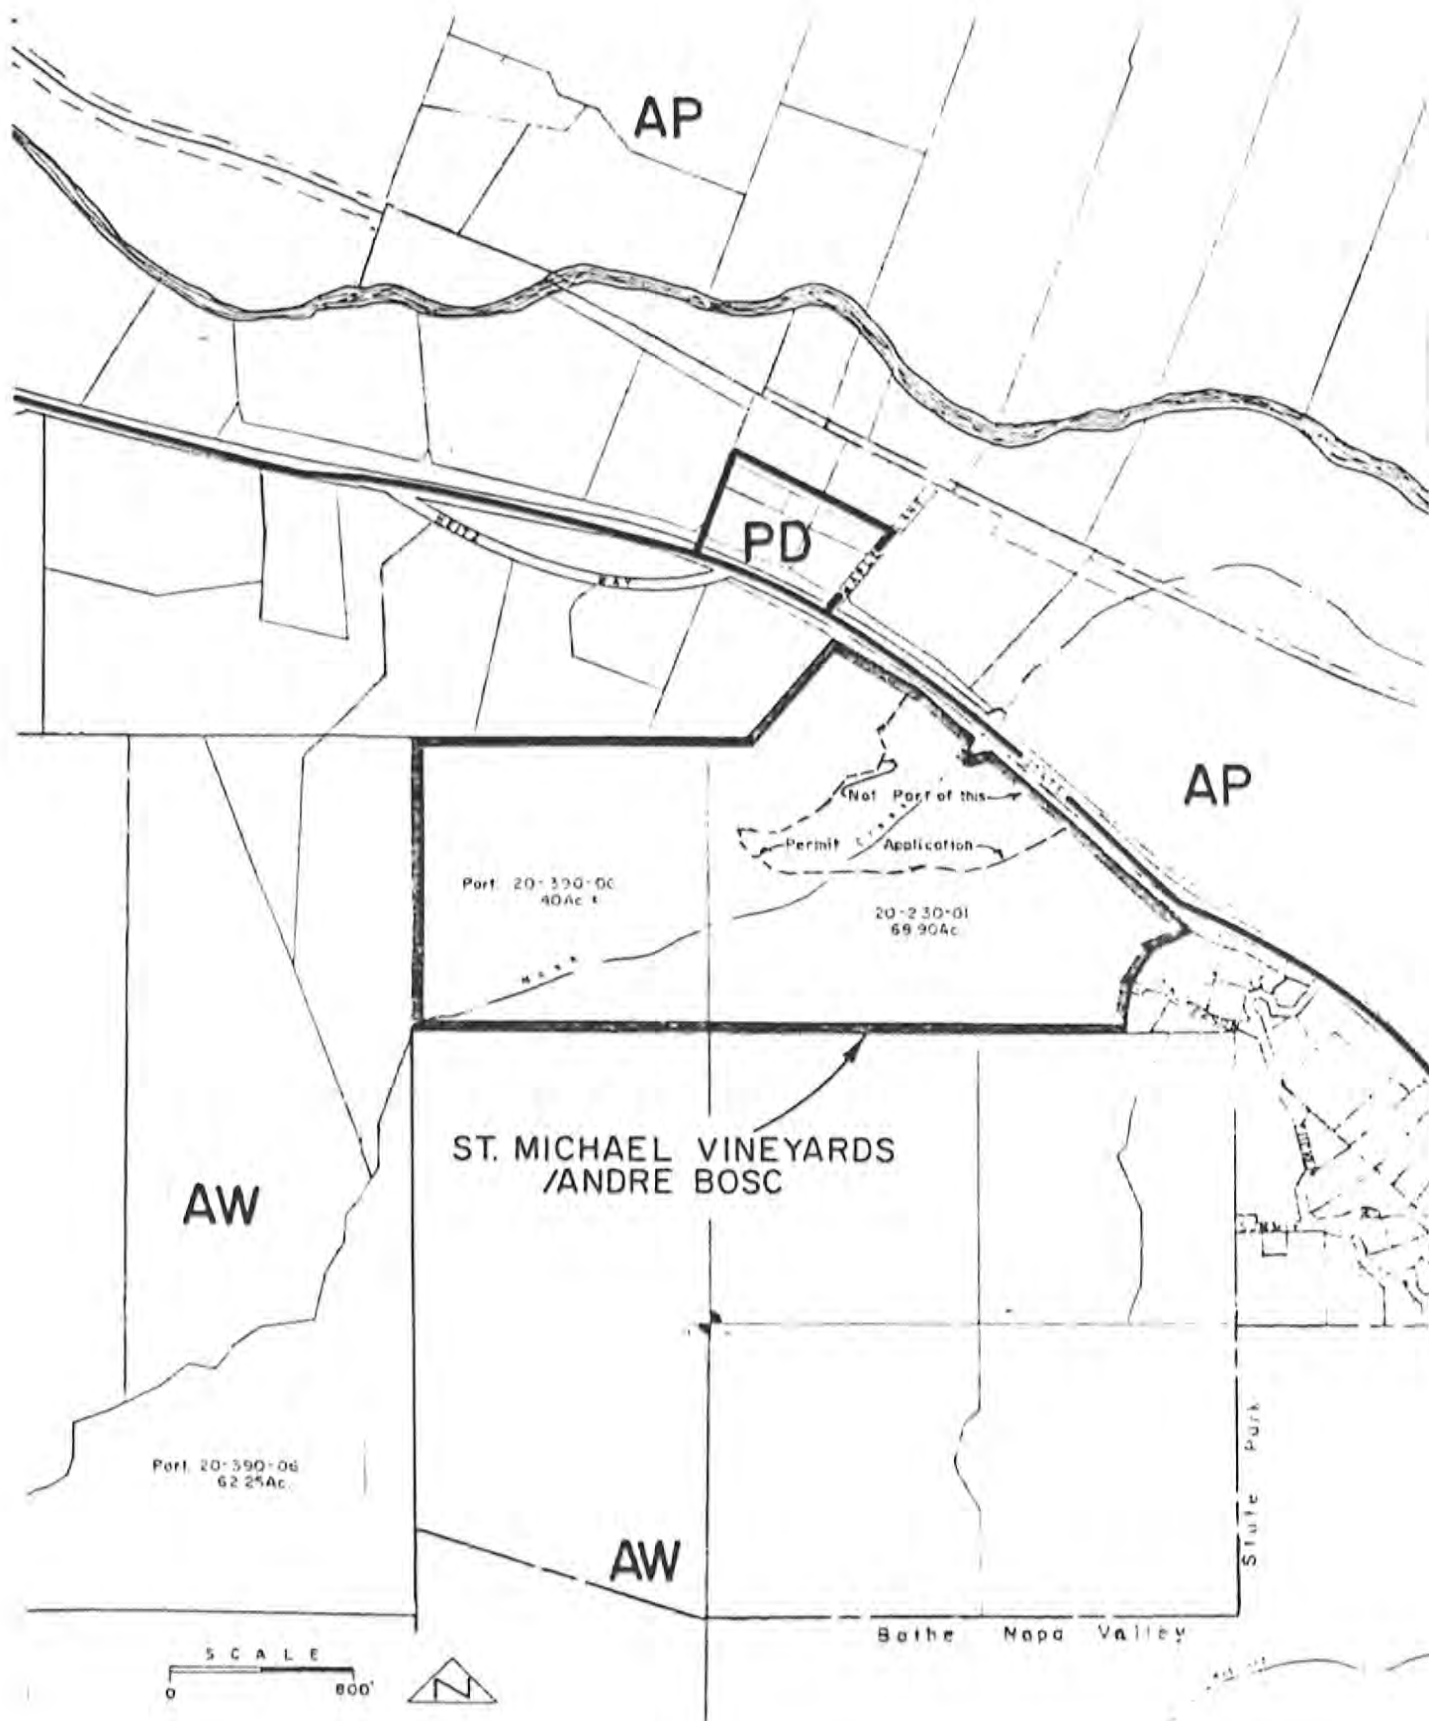 AP
PD
WAY
AP
Not Part of this
Permit
Application
Port. 20-390-06
40Ac ±
20-230-01
69.90Ac.
ST. MICHAEL VINEYARDS
/ANDRE BOSC
AW
Port. 20-390-06
62.25Ac.
AW
State Park
Bothe Napa Valley
SCALE
0 800'
N